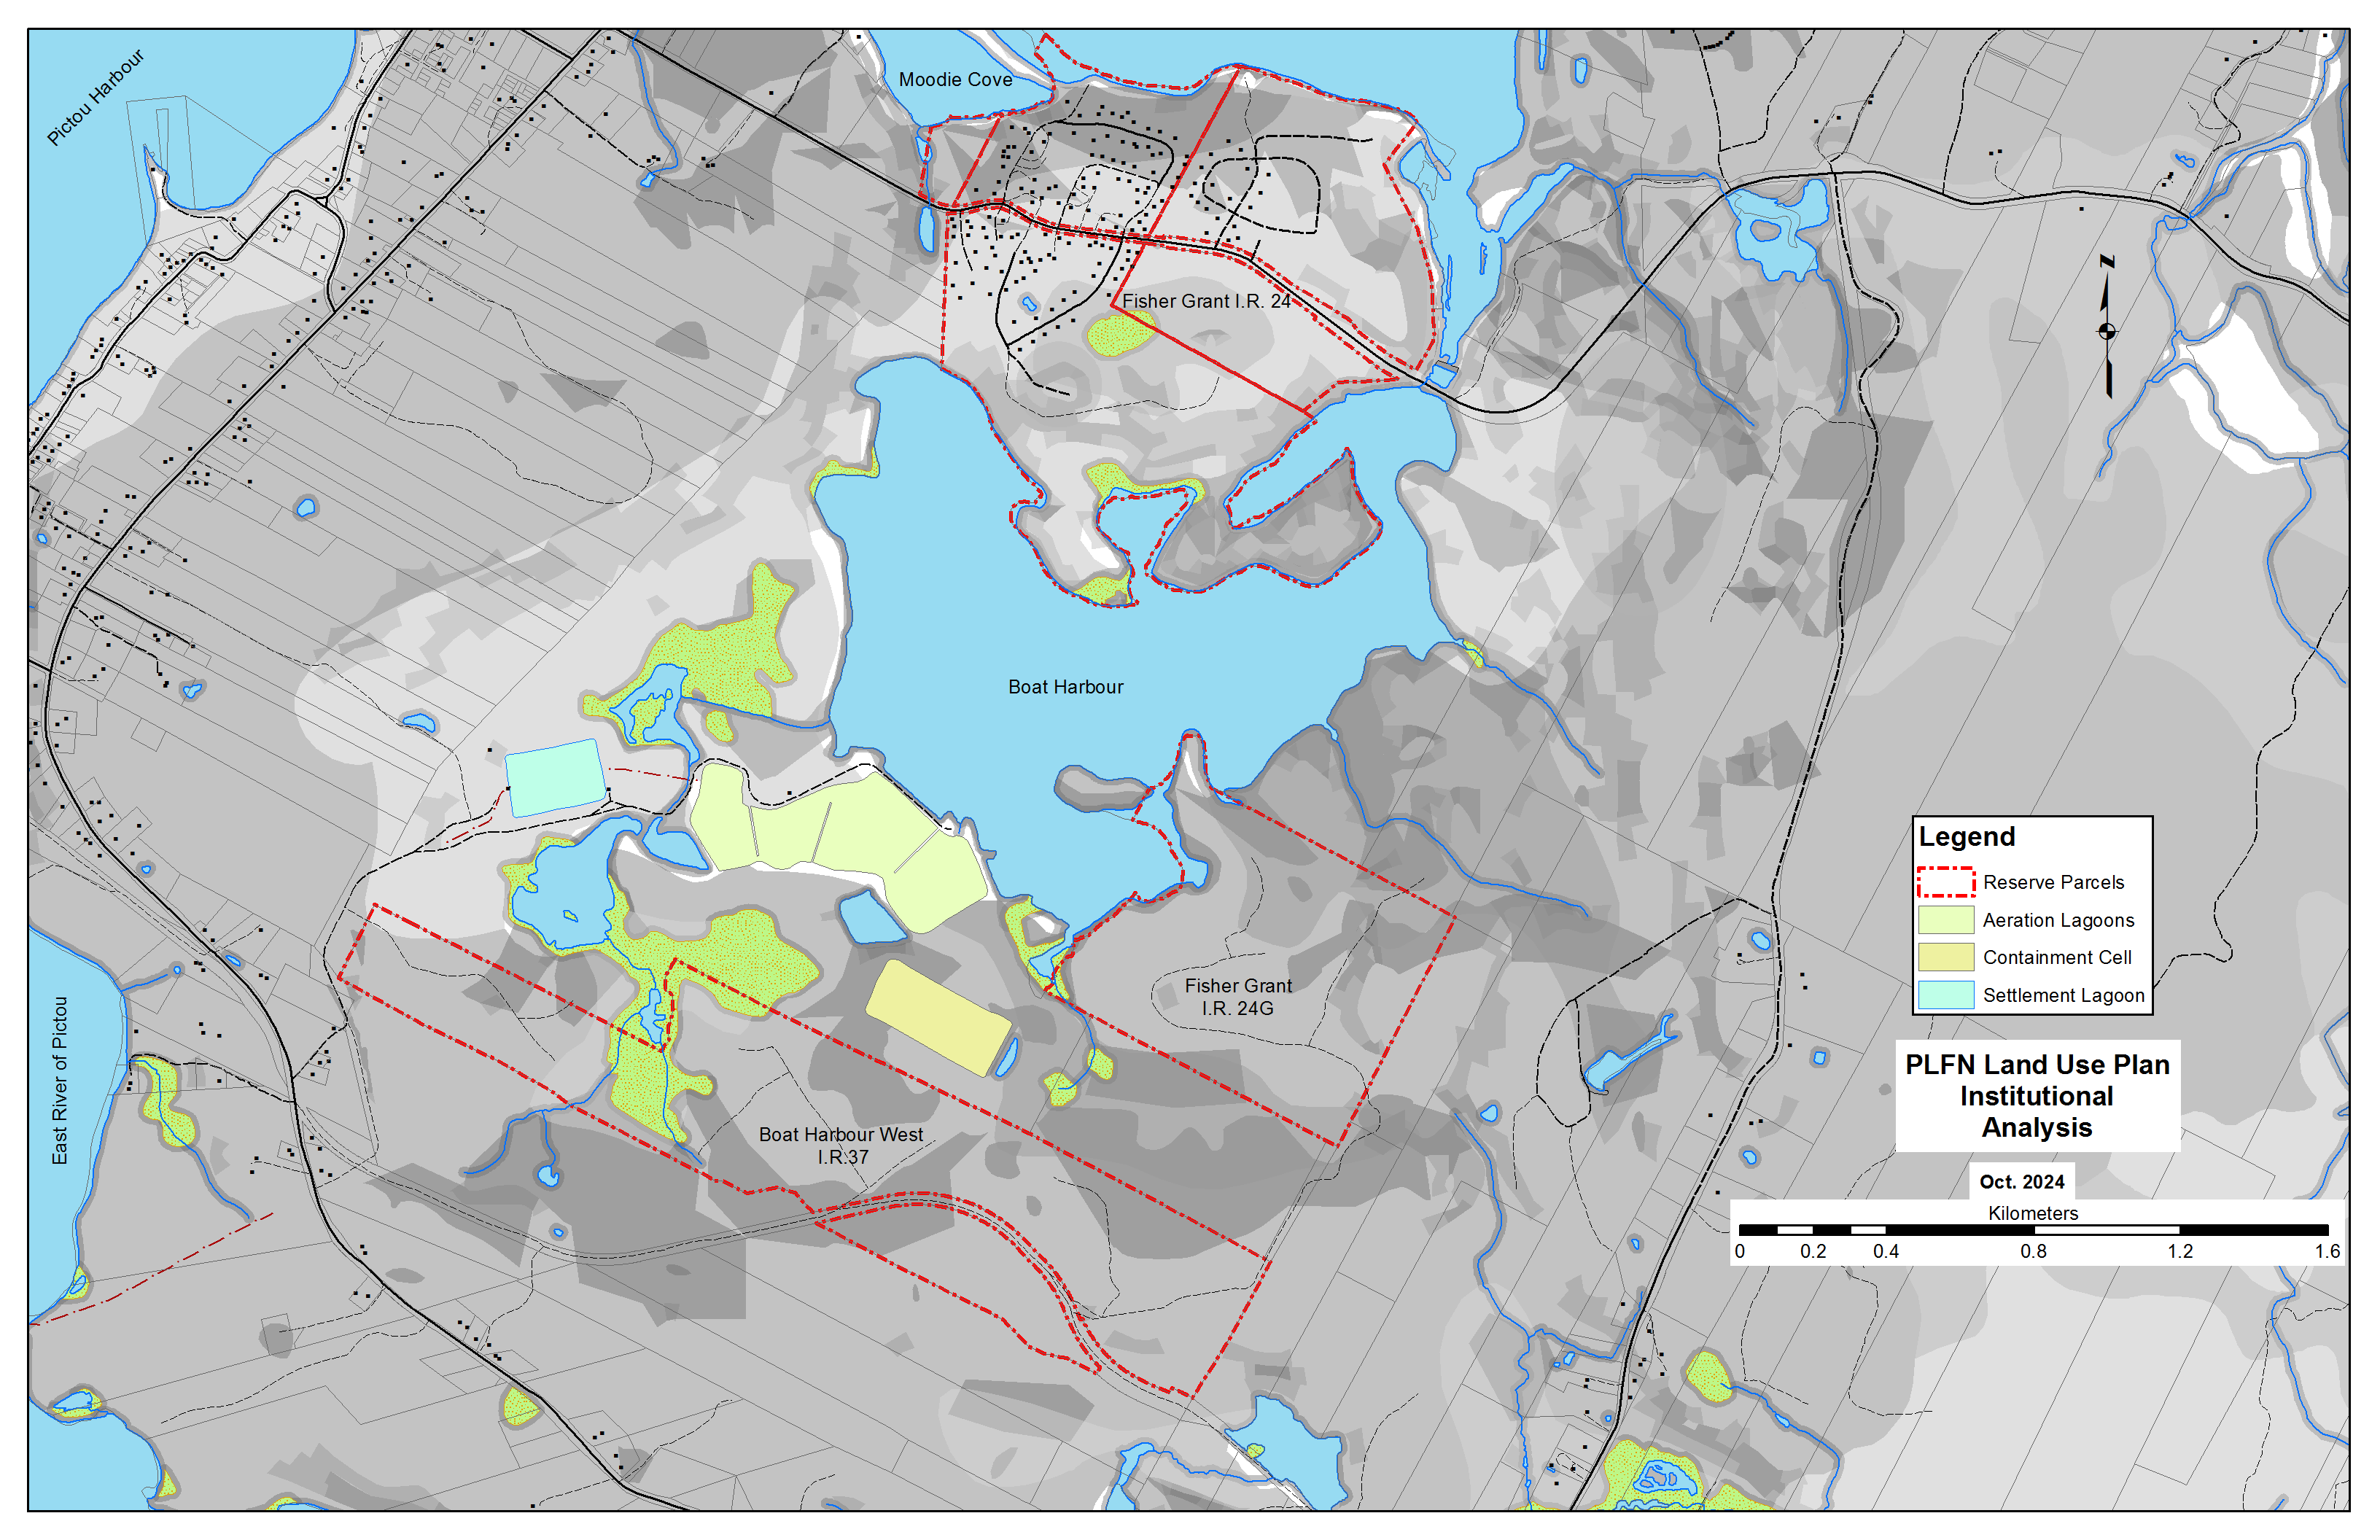 Pictou Harbour
Moodie Cove
Fisher Grant I.R. 24
N
Boat Harbour
Fisher Grant
I.R. 24G
Boat Harbour West
I.R.37
East River of Pictou
Legend
Reserve Parcels
Aeration Lagoons
Containment Cell
Settlement Lagoon
PLFN Land Use Plan
Institutional
Analysis
Oct. 2024
Kilometers
0 0.2 0.4 0.8 1.2 1.6